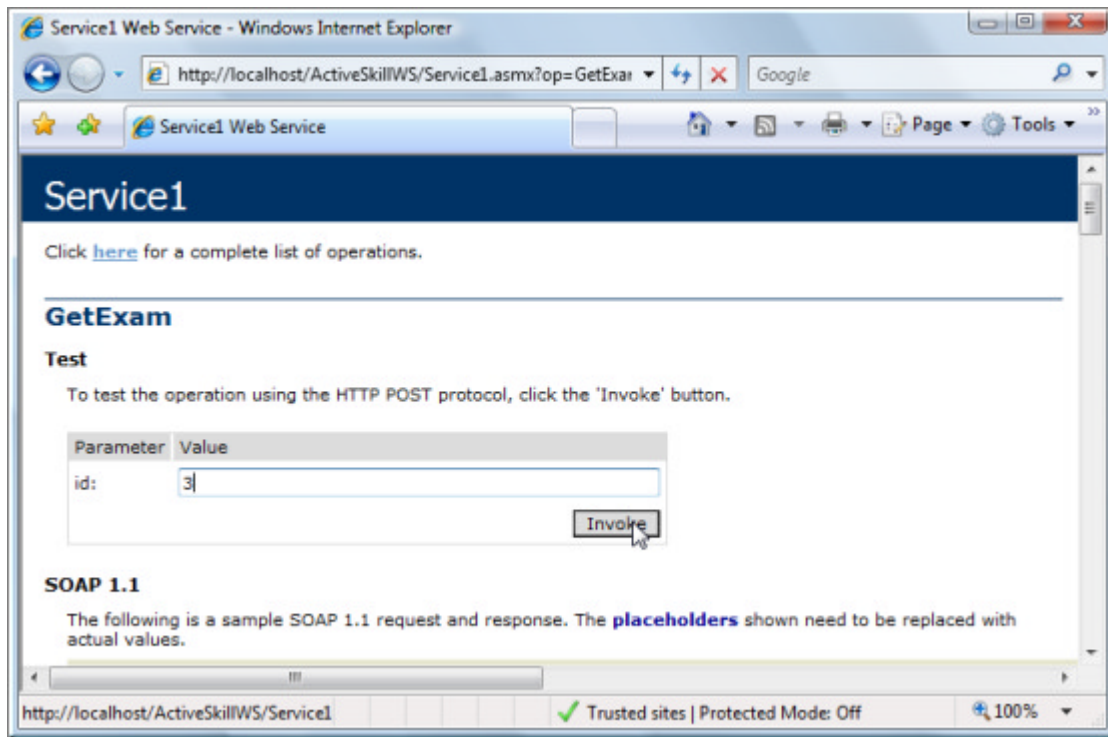 Service1 Web Service - Windows Internet Explorer
http://localhost/ActiveSkillWS/Service1.asmx?op=GetExar
Google
Service1 Web Service
Page
Tools
Service1
Click here for a complete list of operations.
GetExam
Test
To test the operation using the HTTP POST protocol, click the 'Invoke' button.
Parameter Value
id: 3
Invoke
SOAP 1.1
The following is a sample SOAP 1.1 request and response. The placeholders shown need to be replaced with
actual values.
http://localhost/ActiveSkillWS/Service1 Trusted sites | Protected Mode: Off 100%